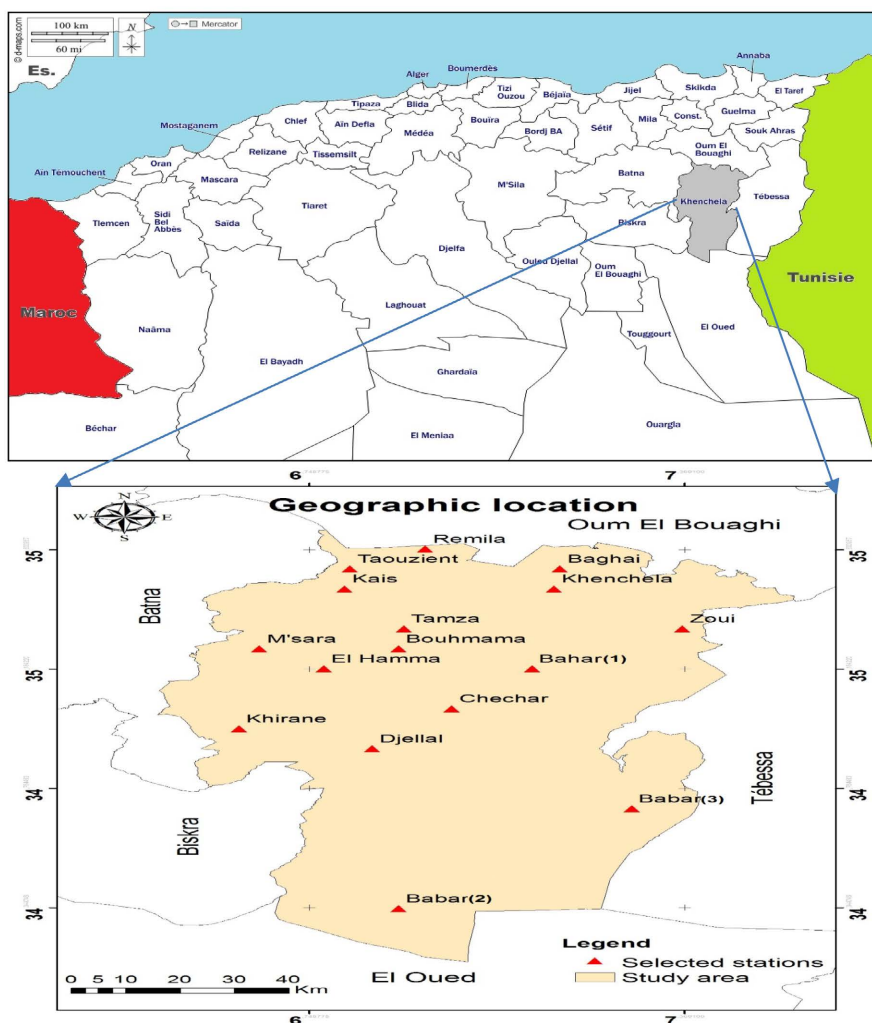 © d-maps.com
100 km
60 mi
N
Mercator
Es.
Alger
Boumerdès
Annaba
Tipaza
Blida
Tizi
Ouzou
Béjaïa
Jijel
Skikda
El Taref
Mostaganem
Chlef
Aïn Defla
Médéa
Bouïra
Bordj BA
Sétif
Mila
Const.
Guelma
Souk Ahras
Oran
Relizane
Tissemsilt
Oum El
Bouaghi
Aïn Témouchent
Mascara
M'Sila
Batna
Khenchela
Tébessa
Tlemcen
Sidi
Bel
Abbès
Saïda
Tiaret
Biskra
Djelfa
Ouled Djellal
Oum
El Bouaghi
Tunisie
Maroc
Naâma
Laghouat
Touggourt
El Oued
El Bayadh
Ghardaïa
Béchar
El Meniaa
Ouargla
6
7
Geographic location
N
W
E
S
Oum El Bouaghi
Remila
35
35
Taouzient
Baghai
Kais
Khenchela
Batna
Tamza
Zoui
M'sara
Bouhmama
El Hamma
Bahar(1)
35
35
Chechar
Khirane
Djellal
34
34
Babar(3)
Tébessa
Biskra
Babar(2)
34
34
Legend
Selected stations
Study area
El Oued
0 5 10 20 30 40
Km
6
7